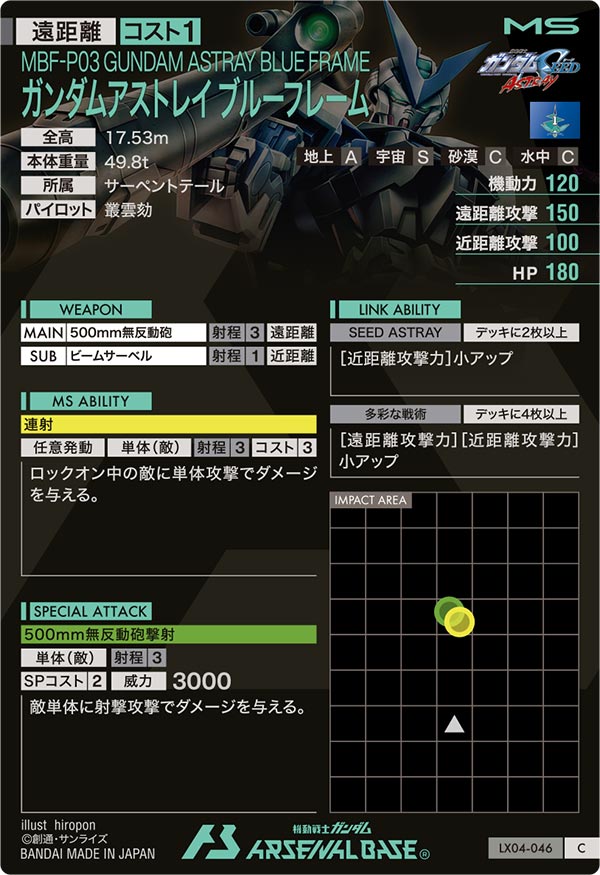 遠距離 コスト1 MS
MBF-P03 GUNDAM ASTRAY BLUE FRAME
ガンダムアストレイ ブルーフレーム
ガンダムSEED ASTRAY
全高 17.53m
本体重量 49.8t
所属 サーペントテール
パイロット 叢雲劾
1
地上 A 宇宙 S 砂漠 C 水中 C
機動力 120
遠距離攻撃 150
近距離攻撃 100
HP 180
WEAPON
MAIN 500mm無反動砲 射程 3 遠距離
SUB ビームサーベル 射程 1 近距離
MS ABILITY
連射
任意発動 単体(敵) 射程 3 コスト 3
ロックオン中の敵に単体攻撃でダメージ
を与える。
SPECIAL ATTACK
500mm無反動砲撃射
単体(敵) 射程 3
SPコスト 2 威力 3000
敵単体に射撃攻撃でダメージを与える。
LINK ABILITY
SEED ASTRAY デッキに2枚以上
[近距離攻撃力]小アップ
多彩な戦術 デッキに4枚以上
[遠距離攻撃力][近距離攻撃力]
小アップ
IMPACT AREA
illust hiropon
©創通・サンライズ
BANDAI MADE IN JAPAN
機動戦士ガンダム
ARSENAL BASE®
LX04-046 C